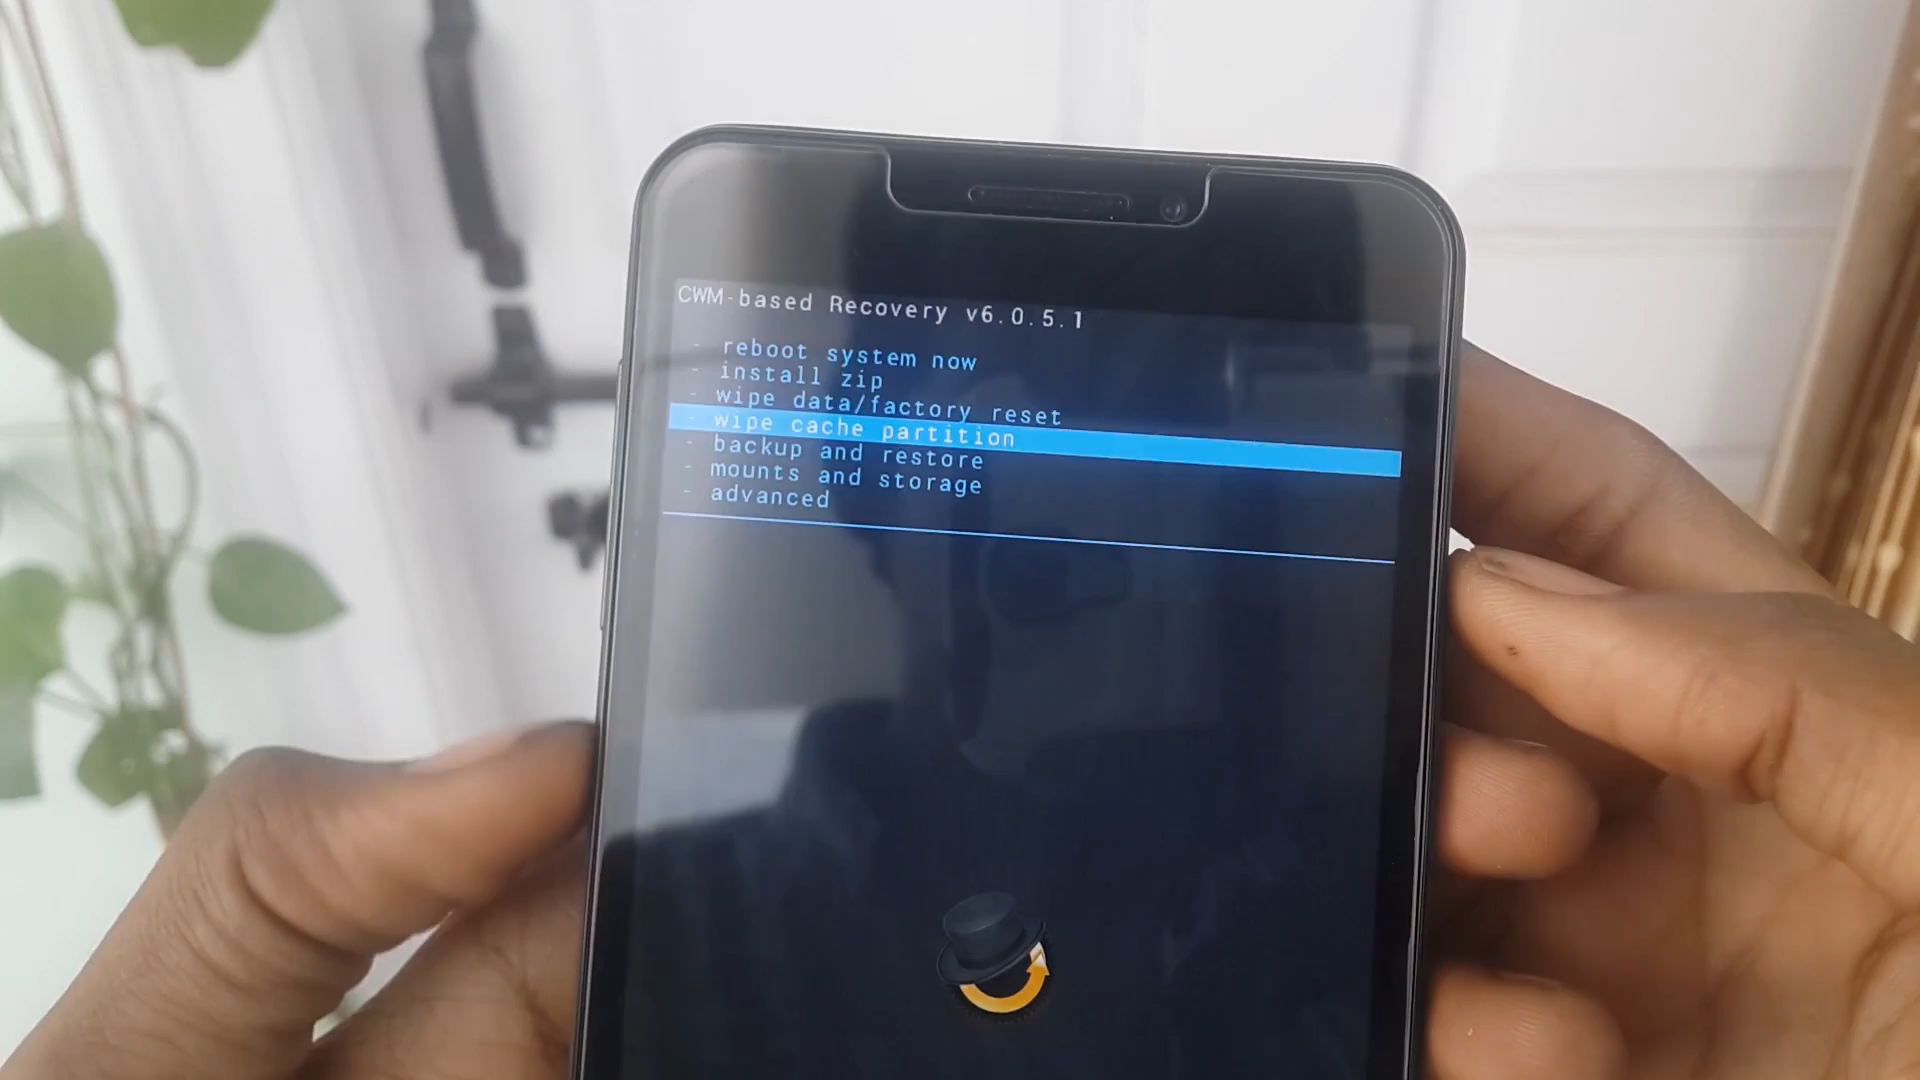 CWM-based Recovery v6.0.5.1
- reboot system now
- install zip
- wipe data/factory reset
- wipe cache partition
- backup and restore
- mounts and storage
- advanced